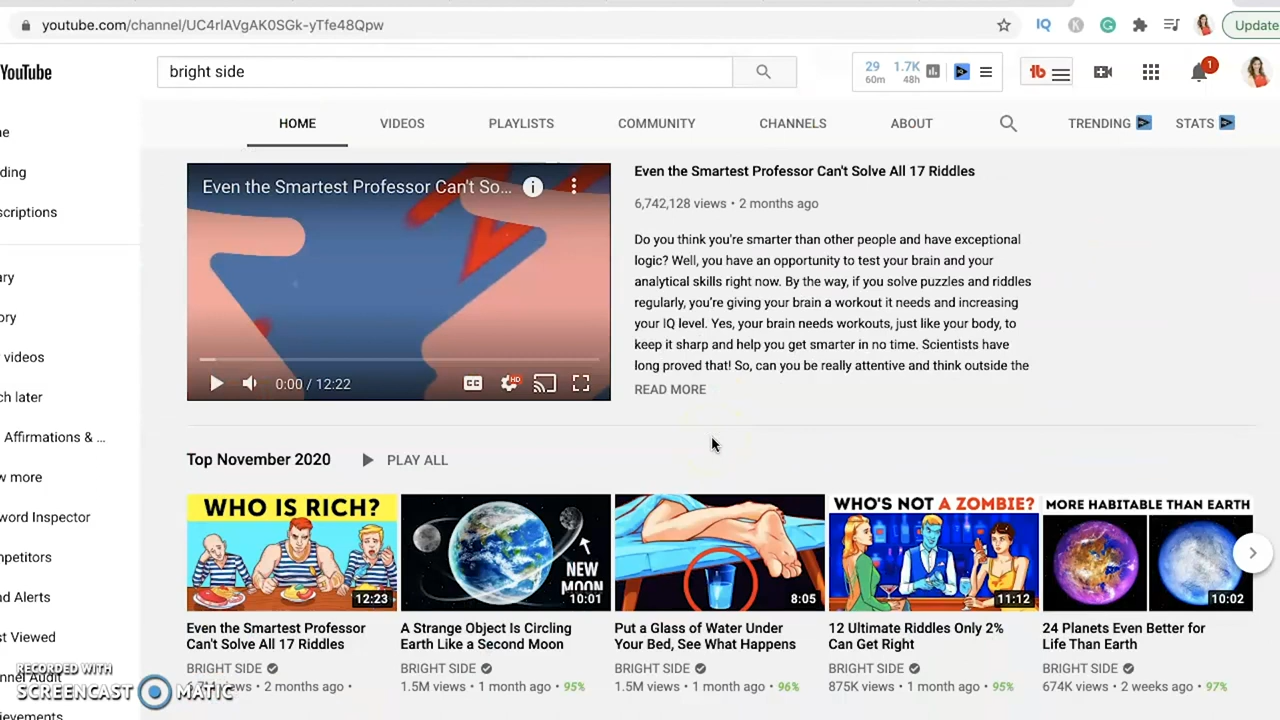 youtube.com/channel/UC4rlAVgAK0SGk-yTfe48Qpw
Update
YouTube
bright side
29 1.7K
60m 48h
1
HOME VIDEOS PLAYLISTS COMMUNITY CHANNELS ABOUT TRENDING STATS
ding
scriptions
ory
videos
Affirmations & ...
more
word Inspector
Alerts
Viewed
Even the Smartest Professor Can't So...
0:00 / 12:22
CC
HD
Even the Smartest Professor Can't Solve All 17 Riddles
6,742,128 views • 2 months ago
Do you think you're smarter than other people and have exceptional
logic? Well, you have an opportunity to test your brain and your
analytical skills right now. By the way, if you solve puzzles and riddles
regularly, you're giving your brain a workout it needs and increasing
your IQ level. Yes, your brain needs workouts, just like your body, to
keep it sharp and help you get smarter in no time. Scientists have
long proved that! So, can you be really attentive and think outside the
READ MORE
Top November 2020 PLAY ALL
WHO IS RICH?
12:23
Even the Smartest Professor
Can't Solve All 17 Riddles
BRIGHT SIDE
views • 2 months ago •
NEW
MOON
10:01
A Strange Object Is Circling
Earth Like a Second Moon
BRIGHT SIDE
1.5M views • 1 month ago • 95%
8:05
Put a Glass of Water Under
Your Bed, See What Happens
BRIGHT SIDE
1.5M views • 1 month ago • 96%
WHO'S NOT A ZOMBIE?
11:12
12 Ultimate Riddles Only 2%
Can Get Right
BRIGHT SIDE
875K views • 1 month ago • 95%
MORE HABITABLE THAN EARTH
10:02
24 Planets Even Better for
Life Than Earth
BRIGHT SIDE
674K views • 2 weeks ago • 97%
RECORDED WITH
SCREENCAST MATIC